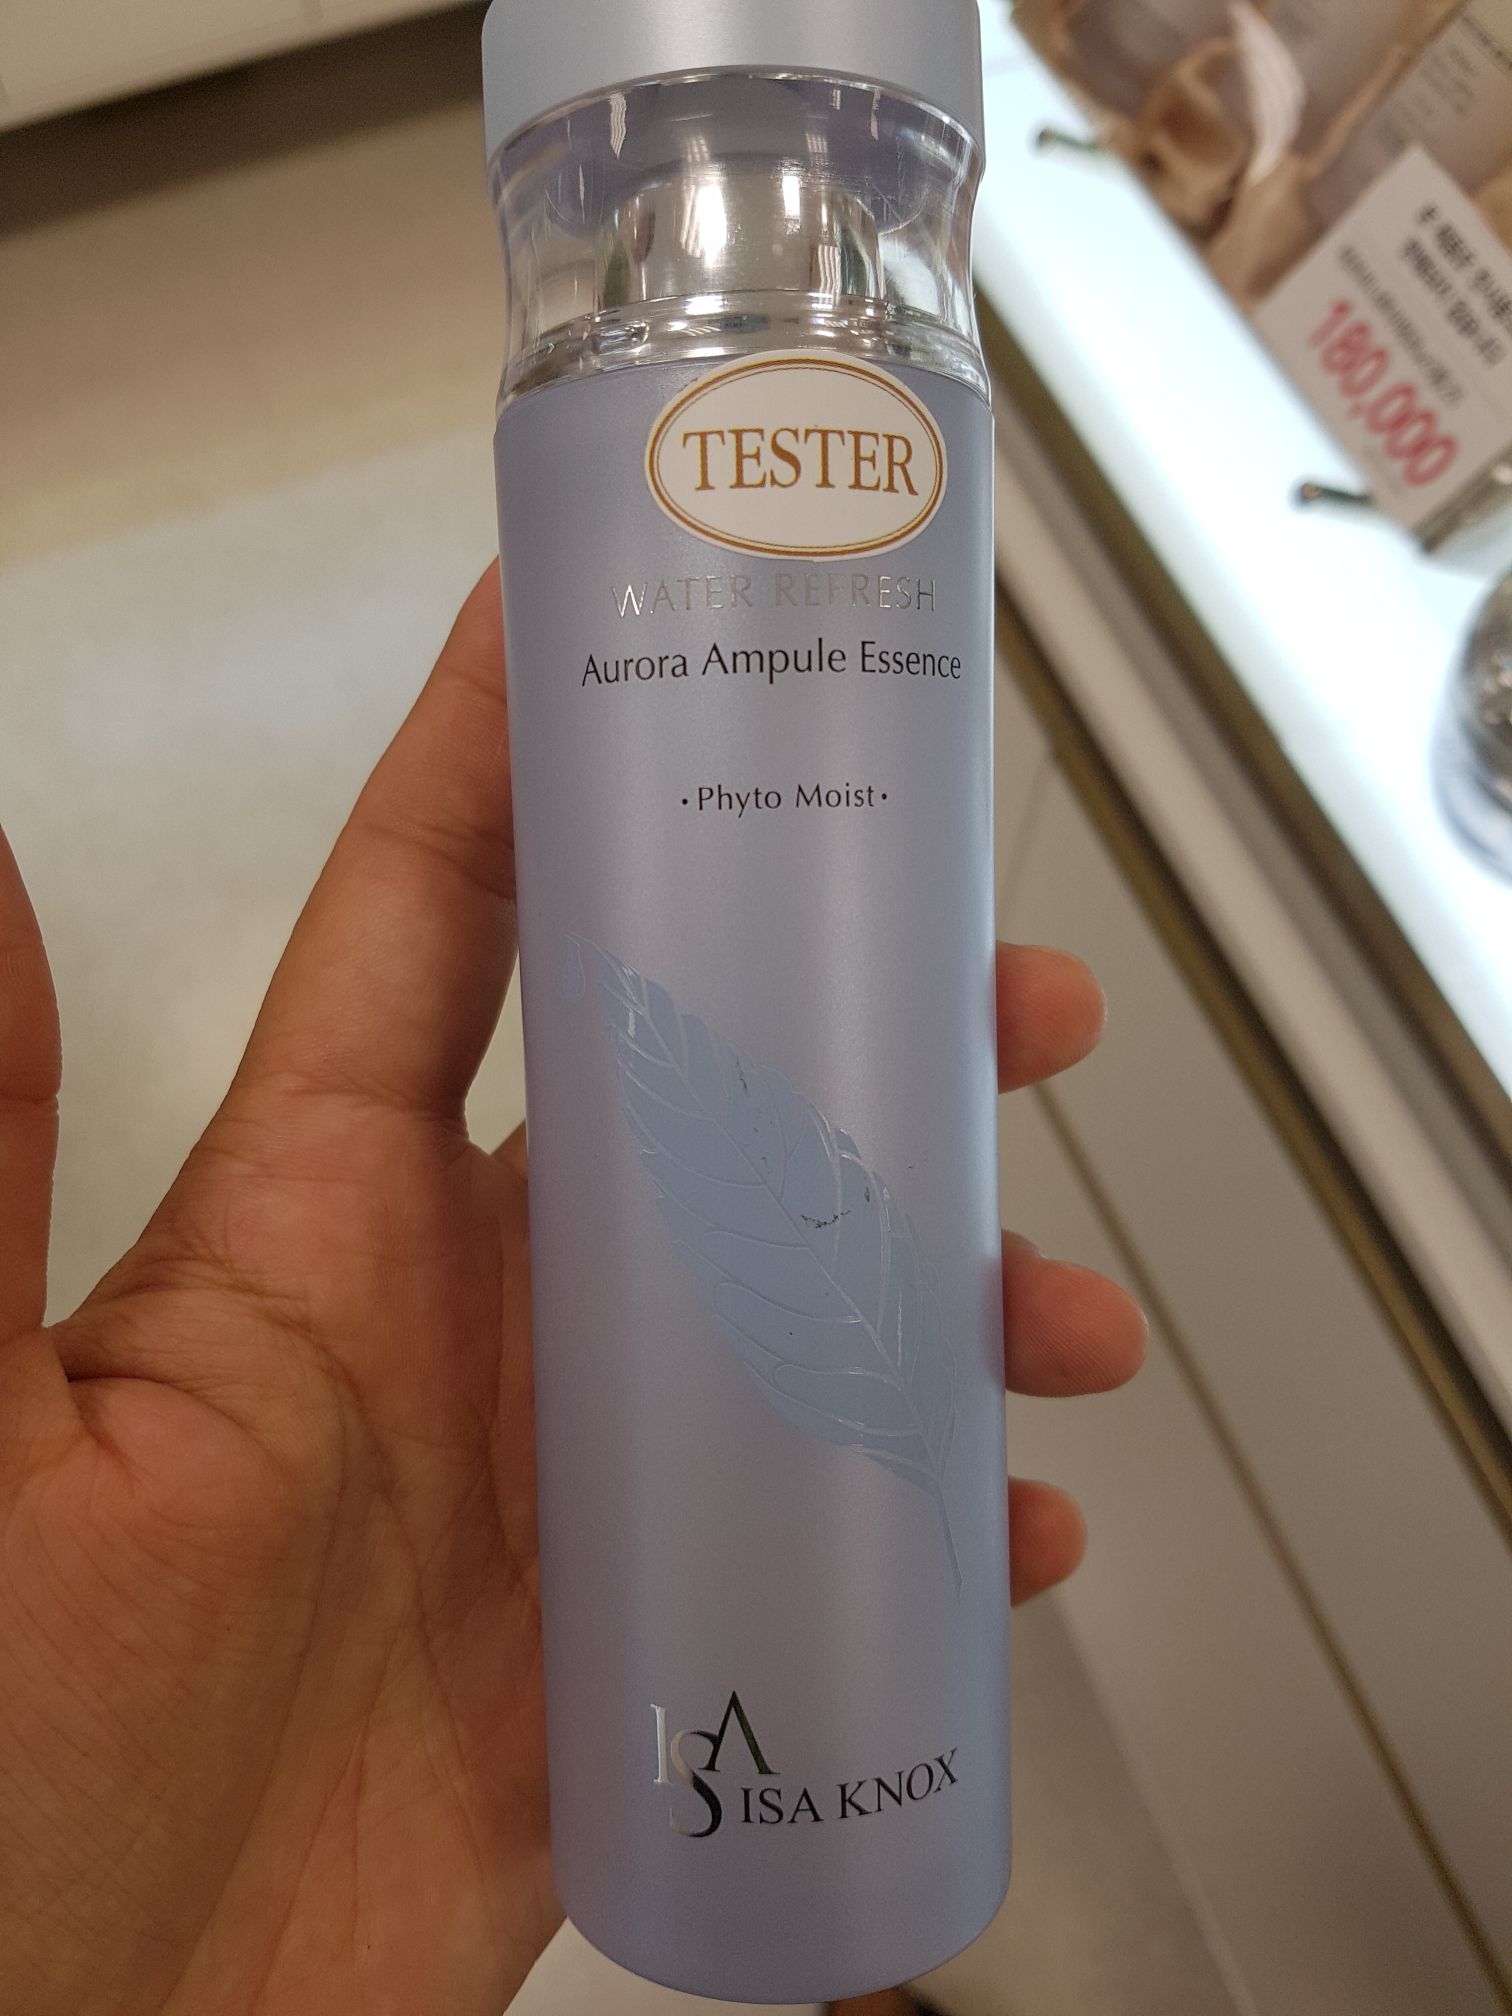 TESTER
WATER REFRESH
Aurora Ampule Essence
•Phyto Moist•
ISA
ISA KNOX
180,000